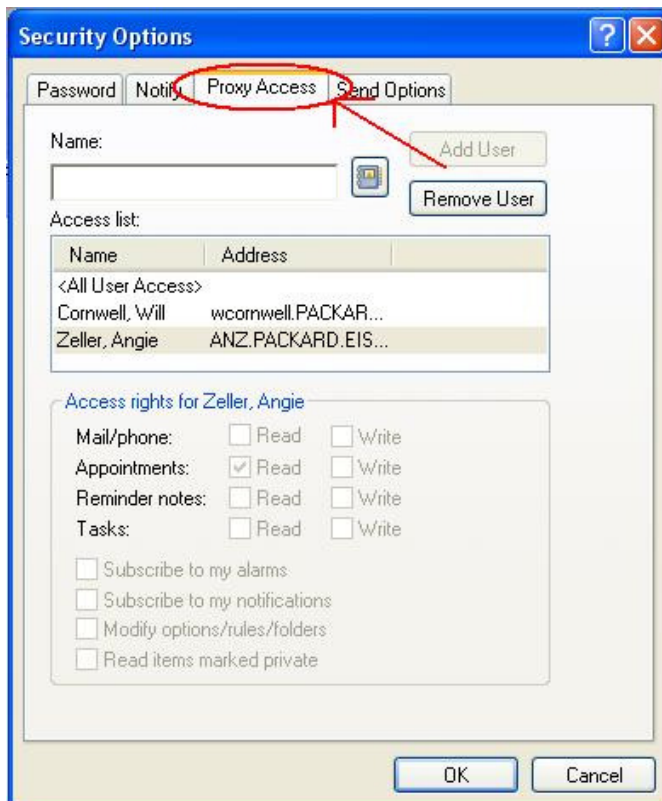 Security Options
Password Notify Proxy Access Send Options
Name:
Add User
Remove User
Access list:
Name Address
<All User Access>
Cornwell, Will wcornwell.PACKAR...
Zeller, Angie ANZ.PACKARD.EIS...
Access rights for Zeller, Angie
Mail/phone: Read Write
Appointments: Read Write
Reminder notes: Read Write
Tasks: Read Write
Subscribe to my alarms
Subscribe to my notifications
Modify options/rules/folders
Read items marked private
OK Cancel